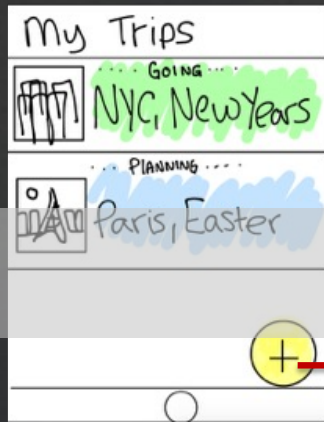 My Trips
.... GOING ....
NYC NewYears
... PLANNING ....
Paris, Easter
+